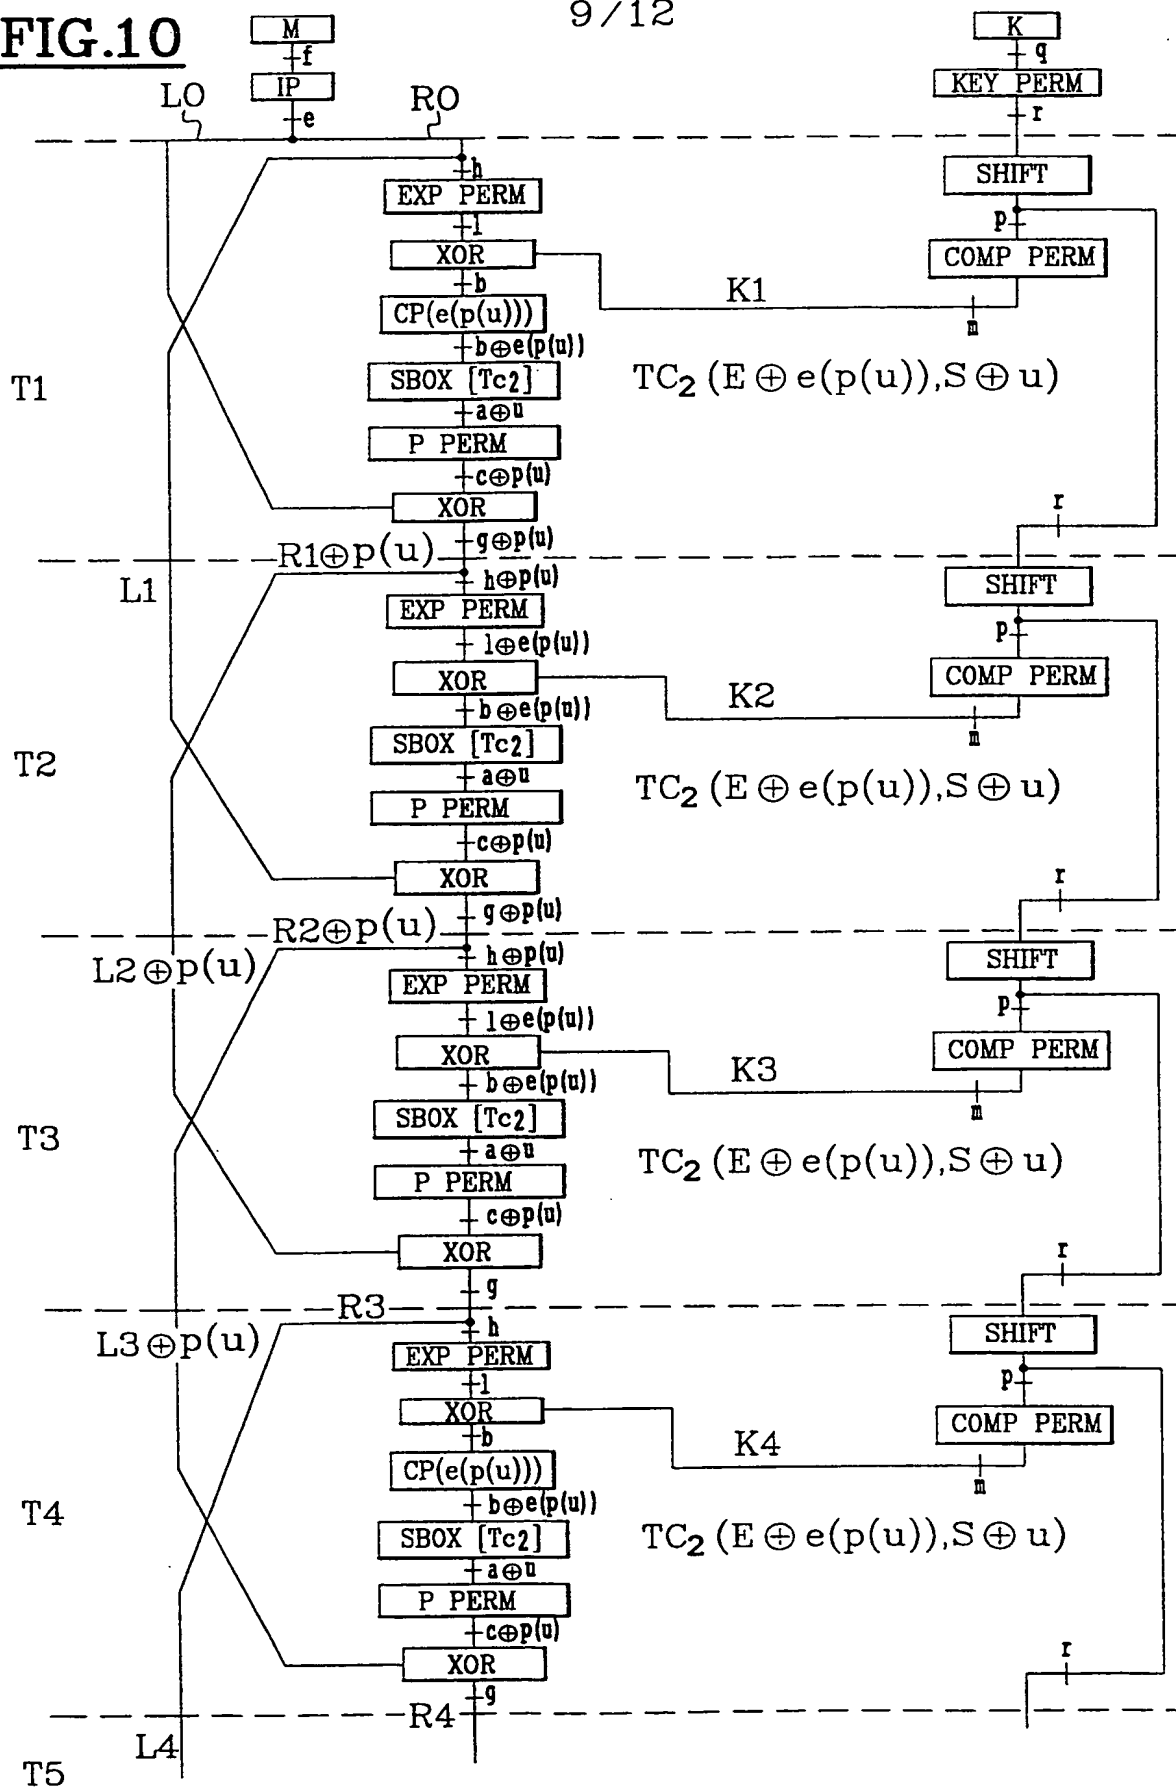 FIG.10
9/12
M
f
IP
e
L0
R0
K
q
KEY PERM
r
h
EXP PERM
l
XOR
b
CP(e(p(u)))
b⊕e(p(u))
SBOX [Tc2]
a⊕u
P PERM
c⊕p(u)
XOR
g⊕p(u)
T1
SHIFT
p
COMP PERM
K1
m
TC2 (E ⊕ e(p(u)),S ⊕ u)
r
R1⊕p(u)
L1
h⊕p(u)
EXP PERM
l⊕e(p(u))
XOR
b⊕e(p(u))
SBOX [Tc2]
a⊕u
P PERM
c⊕p(u)
XOR
g⊕p(u)
T2
SHIFT
p
COMP PERM
K2
m
TC2 (E ⊕ e(p(u)),S ⊕ u)
r
R2⊕p(u)
L2⊕p(u)
h⊕p(u)
EXP PERM
l⊕e(p(u))
XOR
b⊕e(p(u))
SBOX [Tc2]
a⊕u
P PERM
c⊕p(u)
XOR
g
T3
SHIFT
p
COMP PERM
K3
m
TC2 (E ⊕ e(p(u)),S ⊕ u)
r
R3
L3⊕p(u)
h
EXP PERM
l
XOR
b
CP(e(p(u)))
b⊕e(p(u))
SBOX [Tc2]
a⊕u
P PERM
c⊕p(u)
XOR
g
T4
SHIFT
p
COMP PERM
K4
m
TC2 (E ⊕ e(p(u)),S ⊕ u)
r
R4
L4
T5